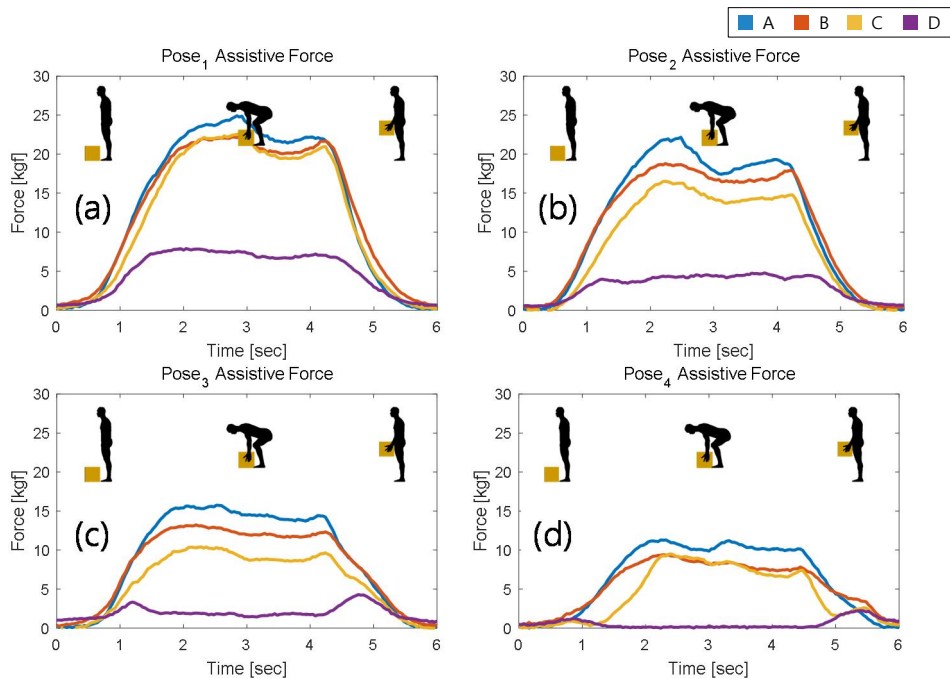 A B C D
Pose1 Assistive Force
30
25
20
15
10
5
0
Force [kgf]
(a)
0 1 2 3 4 5 6
Time [sec]
Pose2 Assistive Force
30
25
20
15
10
5
0
Force [kgf]
(b)
0 1 2 3 4 5 6
Time [sec]
Pose3 Assistive Force
30
25
20
15
10
5
0
Force [kgf]
(c)
0 1 2 3 4 5 6
Time [sec]
Pose4 Assistive Force
30
25
20
15
10
5
0
Force [kgf]
(d)
0 1 2 3 4 5 6
Time [sec]